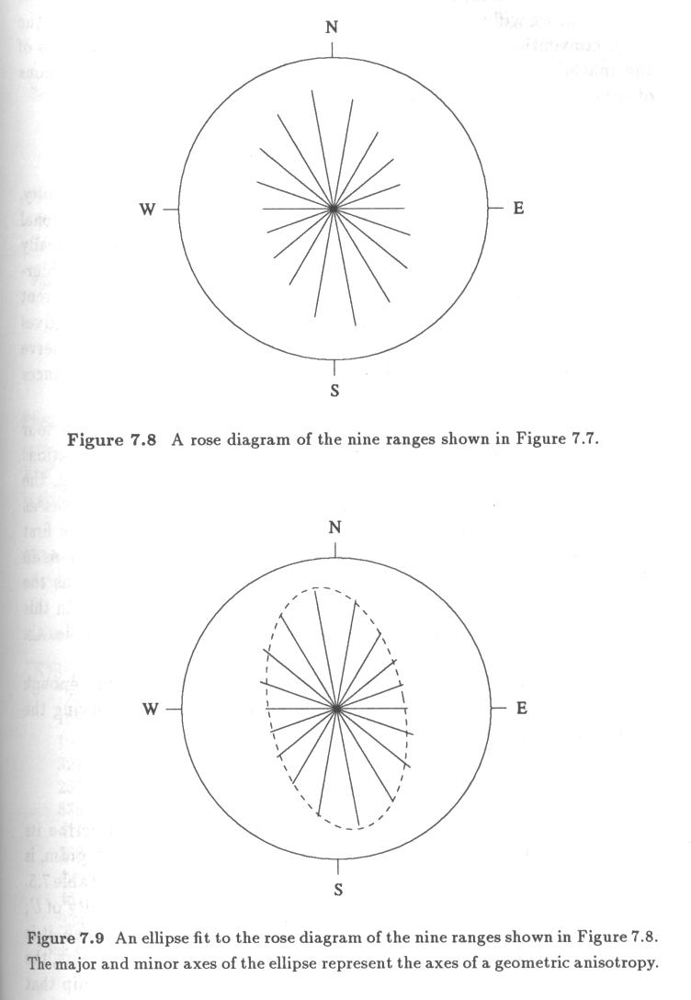 N
W
E
S
Figure 7.8 A rose diagram of the nine ranges shown in Figure 7.7.
N
W
E
S
Figure 7.9 An ellipse fit to the rose diagram of the nine ranges shown in Figure 7.8.
The major and minor axes of the ellipse represent the axes of a geometric anisotropy.